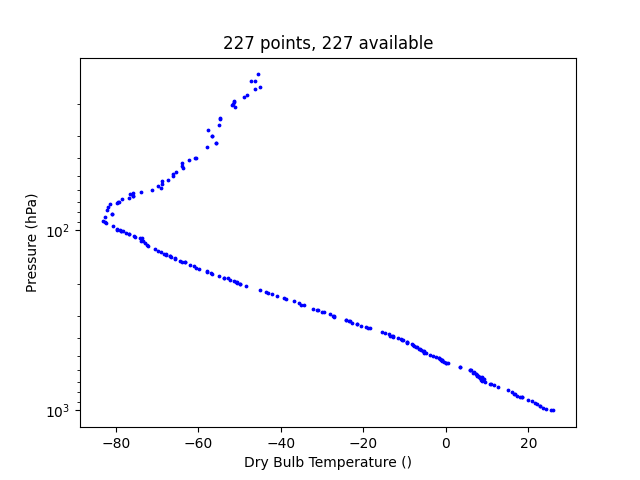 227 points, 227 available
Pressure (hPa)
10²
10³
−80 −60 −40 −20 0 20
Dry Bulb Temperature ()